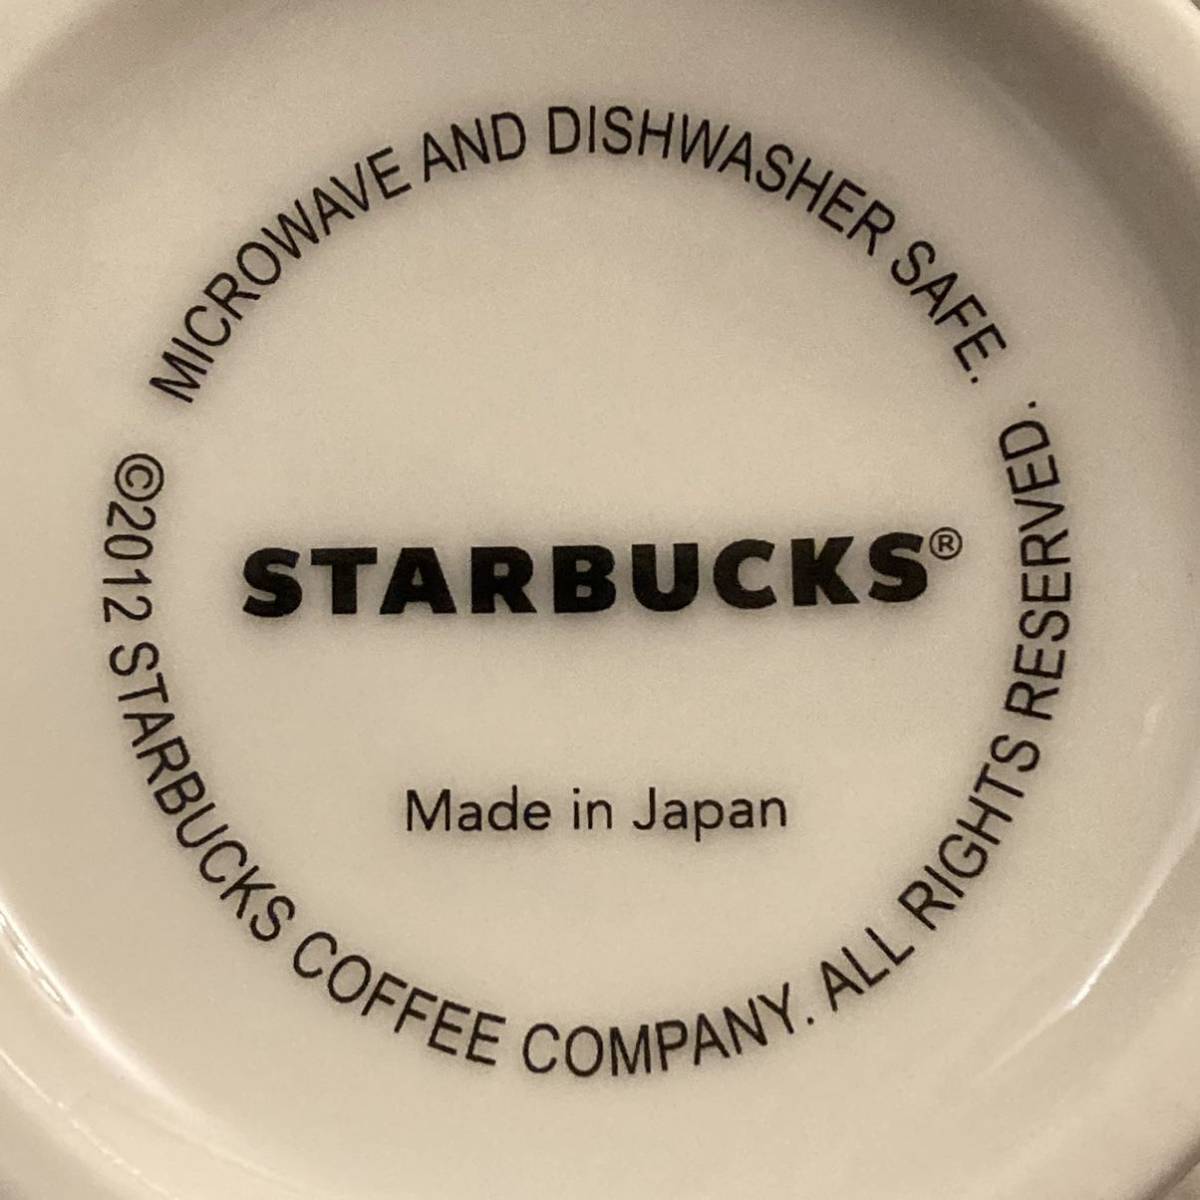 MICROWAVE AND DISHWASHER SAFE.
STARBUCKS®
Made in Japan
©2012 STARBUCKS COFFEE COMPANY. ALL RIGHTS RESERVED.